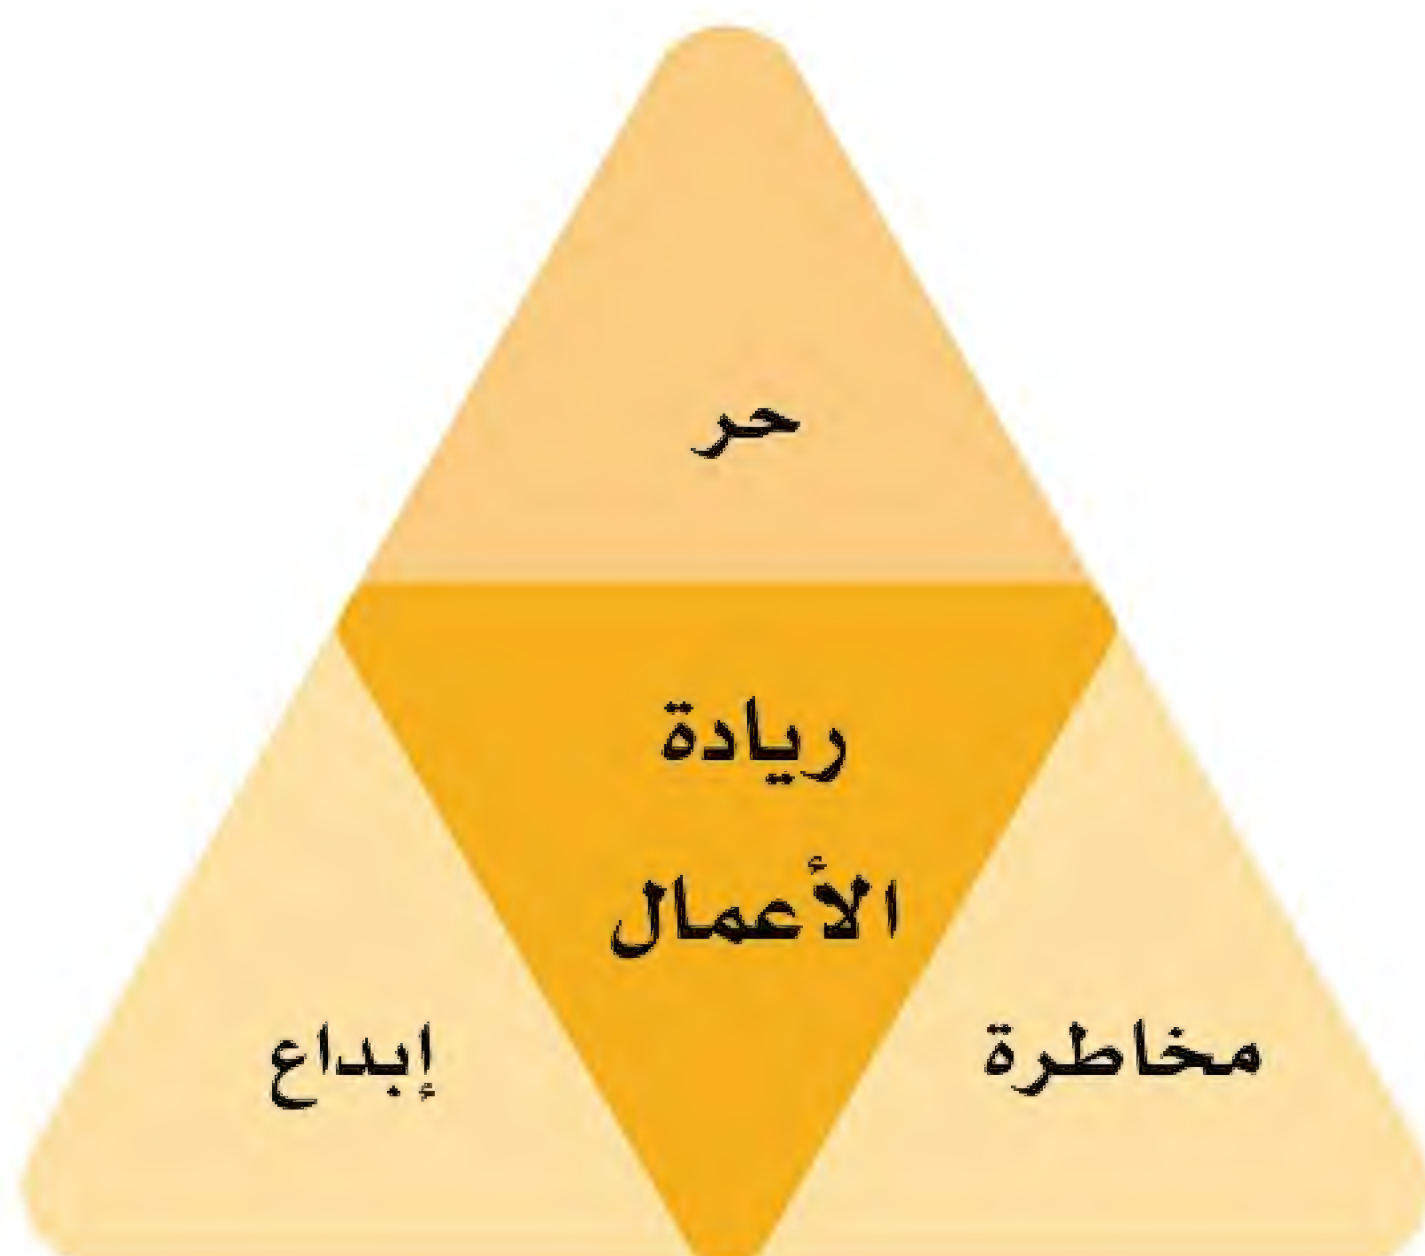 حر
ريادة
الأعمال
مخاطرة
إبداع